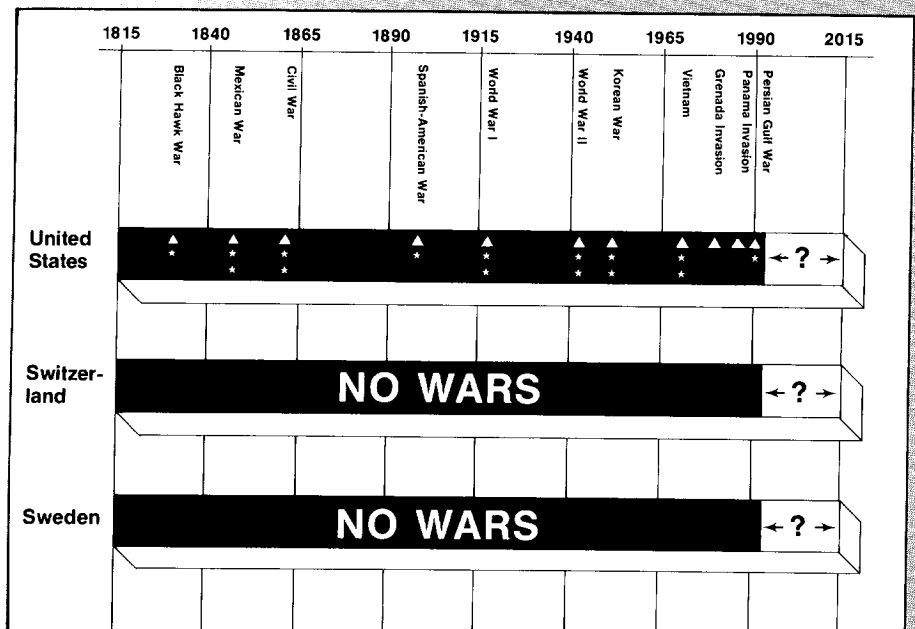 1815 1840 1865 1890 1915 1940 1965 1990 2015
Black Hawk War
Mexican War
Civil War
Spanish-American War
World War I
World War II
Korean War
Vietnam
Grenada Invasion
Panama Invasion
Persian Gulf War
United
States
← ? →
Switzer-
land
NO WARS
← ? →
Sweden
NO WARS
← ? →